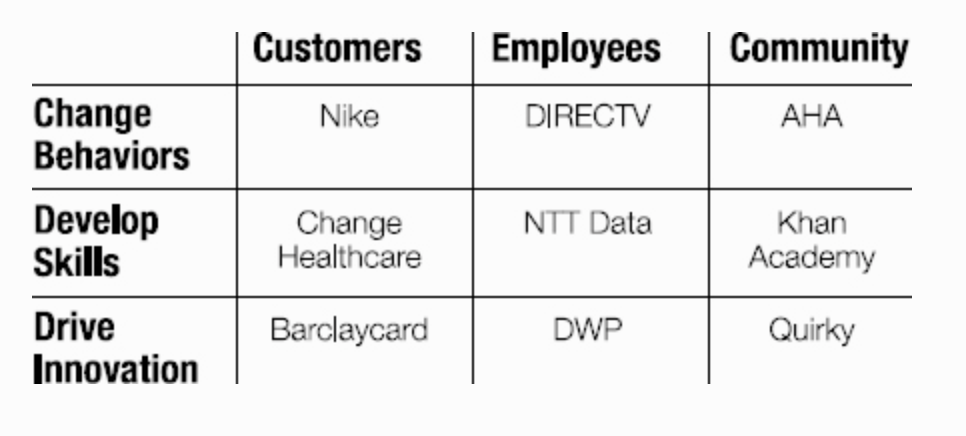 Customers Employees Community
Change Behaviors Nike DIRECTV AHA
Develop Skills Change Healthcare NTT Data Khan Academy
Drive Innovation Barclaycard DWP Quirky